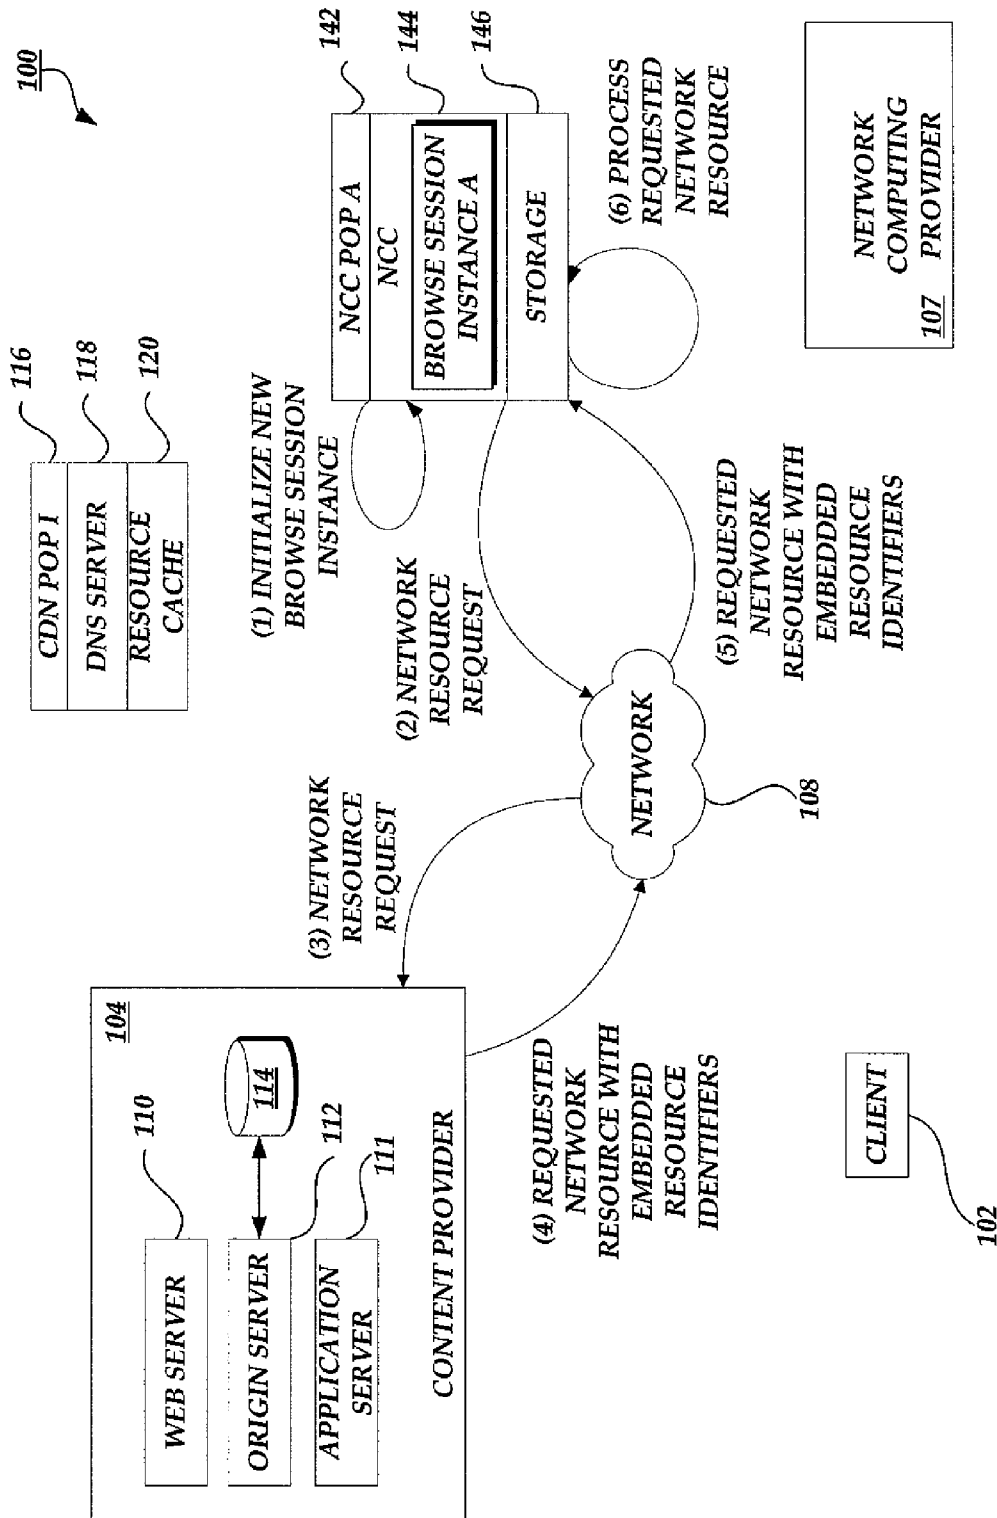 100
CDN POP 1
DNS SERVER
RESOURCE
CACHE
116
118
120
NCC POP A
NCC
BROWSE SESSION
INSTANCE A
STORAGE
142
144
146
(1) INITIALIZE NEW
BROWSE SESSION
INSTANCE
(2) NETWORK
RESOURCE
REQUEST
(3) NETWORK
RESOURCE
REQUEST
(4) REQUESTED
NETWORK
RESOURCE WITH
EMBEDDED
RESOURCE
IDENTIFIERS
(5) REQUESTED
NETWORK
RESOURCE WITH
EMBEDDED
RESOURCE
IDENTIFIERS
(6) PROCESS
REQUESTED
NETWORK
RESOURCE
104
WEB SERVER
110
ORIGIN SERVER
112
114
APPLICATION
SERVER
111
CONTENT PROVIDER
NETWORK
108
CLIENT
102
NETWORK
COMPUTING
PROVIDER
107